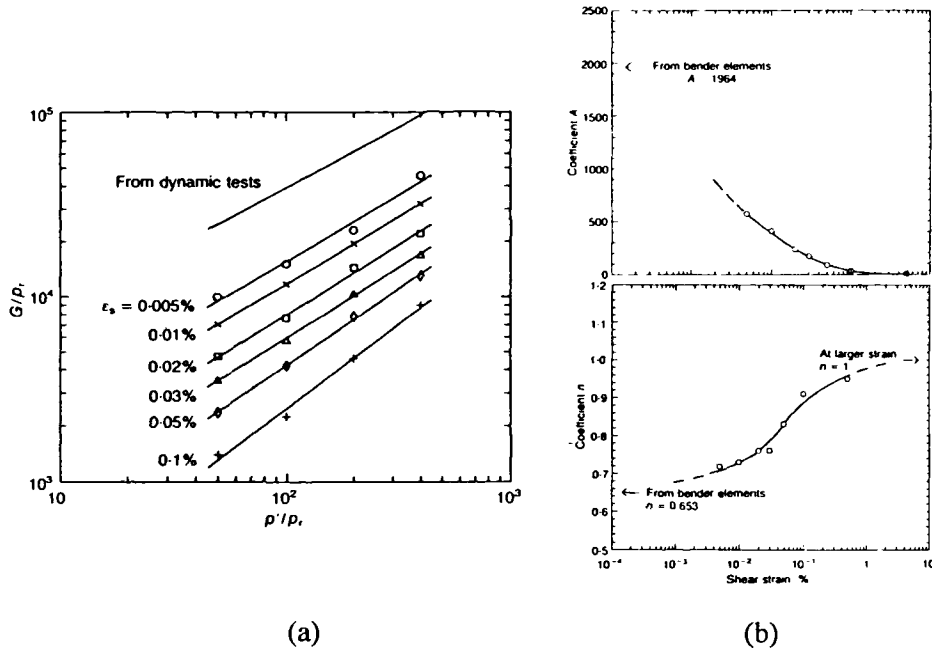 10⁵
From dynamic tests
G/pᵣ
10⁴
εₛ = 0·005%
0·01%
0·02%
0·03%
0·05%
0·1%
10³
10
10²
10³
p'/pᵣ
(a)
2500
2000
1500
1000
500
0
Coefficient A
From bender elements
A 1964
1·2
1·1
1·0
0·9
0·8
0·7
0·6
0·5
Coefficient n
At larger strain
n = 1
From bender elements
n = 0.653
10⁻⁴
10⁻³
10⁻²
10⁻¹
1
10
Shear strain %
(b)